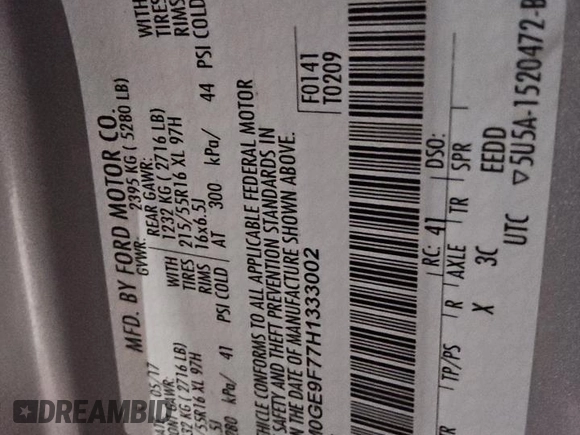 MFD. BY FORD MOTOR CO.
GVWR: 2395 KG ( 5280 LB)
05/17 REAR GAWR:
KG ( 2716 LB) WITH 1232 KG ( 2716 LB) WITH
R16 XL 97H TIRES 215/55R16 XL 97H TIRES
RIMS 16x6.5J RIMS
kPa/ 41 PSI COLD AT 300 kPa/ 44 PSI COLD
VEHICLE CONFORMS TO ALL APPLICABLE FEDERAL MOTOR
SAFETY AND THEFT PREVENTION STANDARDS IN
ON THE DATE OF MANUFACTURE SHOWN ABOVE.
F0141
T0209
M0GE9F77H1333002
RC: 41 DSO:
TP/PS R AXLE TR SPR
X 3C EEDD
UTC ▽5U5A-1520472-B
DREAMBID